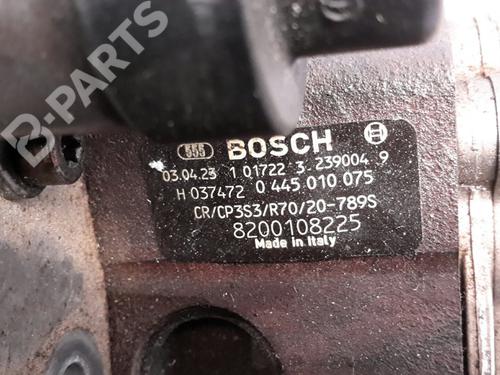 B-PARTS
555 BOSCH
03.04.23 1 01722 3 239004 9
H 037472 0 445 010 075
CR/CP3S3/R70/20-789S
8200108225
Made in Italy